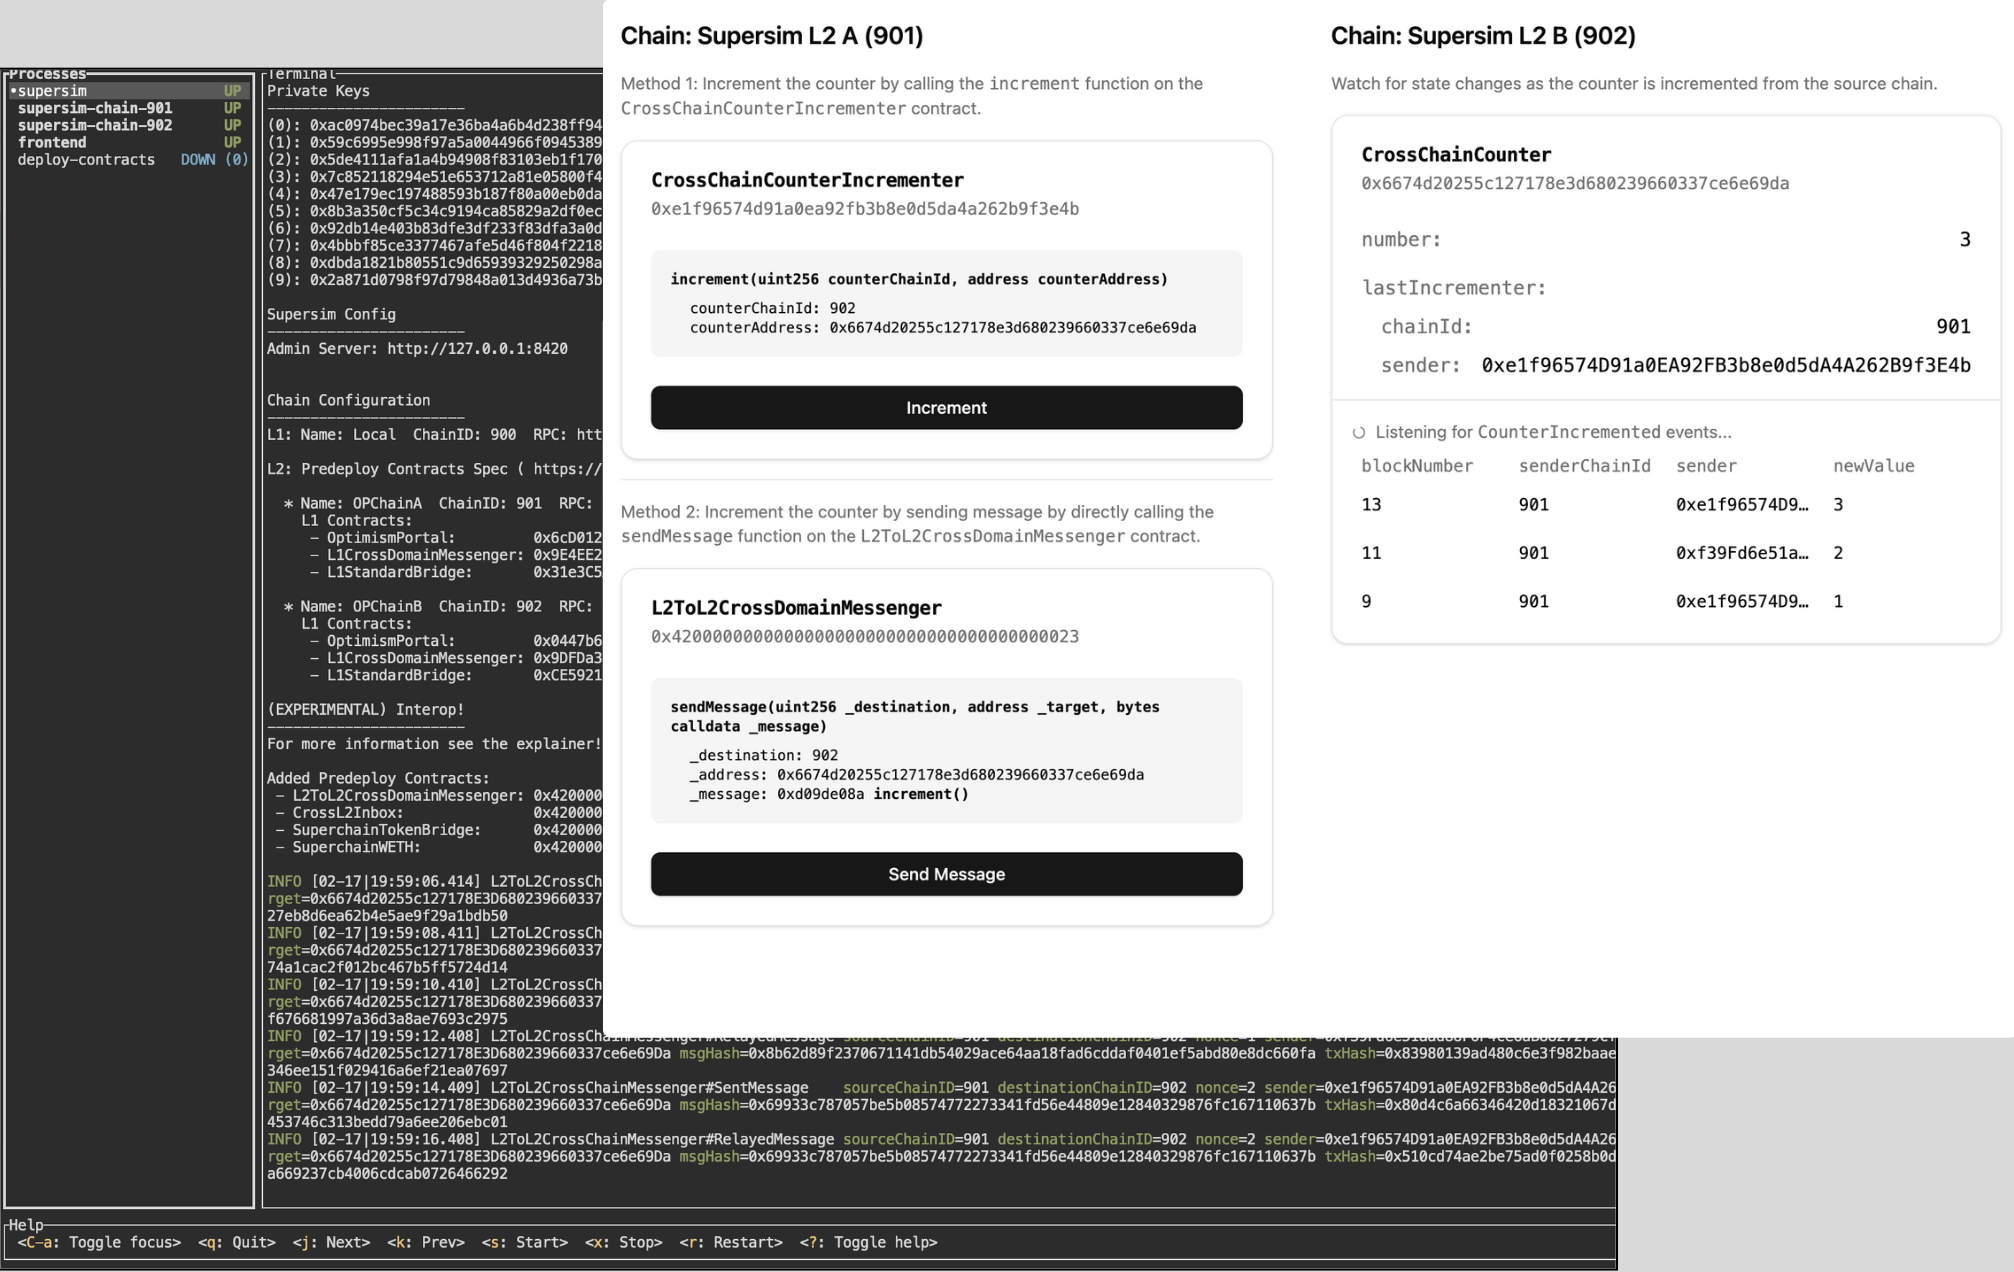 Processes
•supersim UP
supersim-chain-901 UP
supersim-chain-902 UP
frontend UP
deploy-contracts DOWN (0)
Terminal
Private Keys
(0): 0xac0974bec39a17e36ba4a6b4d238ff94
(1): 0x59c6995e998f97a5a0044966f0945389
(2): 0x5de4111afa1a4b94908f83103eb1f170
(3): 0x7c852118294e51e653712a81e05800f4
(4): 0x47e179ec197488593b187f80a00eb0da
(5): 0x8b3a350cf5c34c9194ca85829a2df0ec
(6): 0x92db14e403b83dfe3df233f83dfa3a0d
(7): 0x4bbbf85ce3377467afe5d46f804f2218
(8): 0xdbda1821b80551c9d65939329250298a
(9): 0x2a871d0798f97d79848a013d4936a73b
Supersim Config
Admin Server: http://127.0.0.1:8420
Chain Configuration
L1: Name: Local ChainID: 900 RPC: htt
L2: Predeploy Contracts Spec ( https://
* Name: OPChainA ChainID: 901 RPC:
L1 Contracts:
- OptimismPortal: 0x6cD012
- L1CrossDomainMessenger: 0x9E4EE2
- L1StandardBridge: 0x31e3C5
* Name: OPChainB ChainID: 902 RPC:
L1 Contracts:
- OptimismPortal: 0x0447b6
- L1CrossDomainMessenger: 0x9DFDa3
- L1StandardBridge: 0xCE5921
(EXPERIMENTAL) Interop!
For more information see the explainer!
Added Predeploy Contracts:
- L2ToL2CrossDomainMessenger: 0x420000
- CrossL2Inbox: 0x420000
- SuperchainTokenBridge: 0x420000
- SuperchainWETH: 0x420000
INFO [02-17|19:59:06.414] L2ToL2CrossCh
rget=0x6674d20255c127178E3D680239660337
27eb8d6ea62b4e5ae9f29a1bdb50
INFO [02-17|19:59:08.411] L2ToL2CrossCh
rget=0x6674d20255c127178E3D680239660337
74a1cac2f012bc467b5ff5724d14
INFO [02-17|19:59:10.410] L2ToL2CrossCh
rget=0x6674d20255c127178E3D680239660337
f676681997a36d3a8ae7693c2975
INFO [02-17|19:59:12.408] L2ToL2CrossChainMessenger#RelayedMessage sourceChainID=901 destinationChainID=902 nonce=1
rget=0x6674d20255c127178E3D680239660337ce6e69Da msgHash=0x8b62d89f2370671141db54029ace64aa18fad6cddaf0401ef5abd80e8dc660fa txHash=0x83980139ad480c6e3f982baae
346ee151f029416a6ef21ea07697
INFO [02-17|19:59:14.409] L2ToL2CrossChainMessenger#SentMessage sourceChainID=901 destinationChainID=902 nonce=2 sender=0xe1f96574D91a0EA92FB3b8e0d5dA4A26
rget=0x6674d20255c127178E3D680239660337ce6e69Da msgHash=0x69933c787057be5b08574772273341fd56e44809e12840329876fc167110637b txHash=0x80d4c6a66346420d18321067d
453746c313bedd79a6ee206ebc01
INFO [02-17|19:59:16.408] L2ToL2CrossChainMessenger#RelayedMessage sourceChainID=901 destinationChainID=902 nonce=2 sender=0xe1f96574D91a0EA92FB3b8e0d5dA4A26
rget=0x6674d20255c127178E3D680239660337ce6e69Da msgHash=0x69933c787057be5b08574772273341fd56e44809e12840329876fc167110637b txHash=0x510cd74ae2be75ad0f0258b0d
a669237cb4006cdcab0726466292
Help
<C-a: Toggle focus> <q: Quit> <j: Next> <k: Prev> <s: Start> <x: Stop> <r: Restart> <?: Toggle help>
Chain: Supersim L2 A (901)
Method 1: Increment the counter by calling the increment function on the
CrossChainCounterIncrementer contract.
CrossChainCounterIncrementer
0xe1f96574d91a0ea92fb3b8e0d5da4a262b9f3e4b
increment(uint256 counterChainId, address counterAddress)
counterChainId: 902
counterAddress: 0x6674d20255c127178e3d680239660337ce6e69da
Increment
Method 2: Increment the counter by sending message by directly calling the
sendMessage function on the L2ToL2CrossDomainMessenger contract.
L2ToL2CrossDomainMessenger
0x4200000000000000000000000000000000000023
sendMessage(uint256 _destination, address _target, bytes
calldata _message)
_destination: 902
_address: 0x6674d20255c127178e3d680239660337ce6e69da
_message: 0xd09de08a increment()
Send Message
Chain: Supersim L2 B (902)
Watch for state changes as the counter is incremented from the source chain.
CrossChainCounter
0x6674d20255c127178e3d680239660337ce6e69da
number: 3
lastIncrementer:
chainId: 901
sender: 0xe1f96574D91a0EA92FB3b8e0d5dA4A262B9f3E4b
Listening for CounterIncremented events...
blockNumber senderChainId sender newValue
13 901 0xe1f96574D9… 3
11 901 0xf39Fd6e51a… 2
9 901 0xe1f96574D9… 1